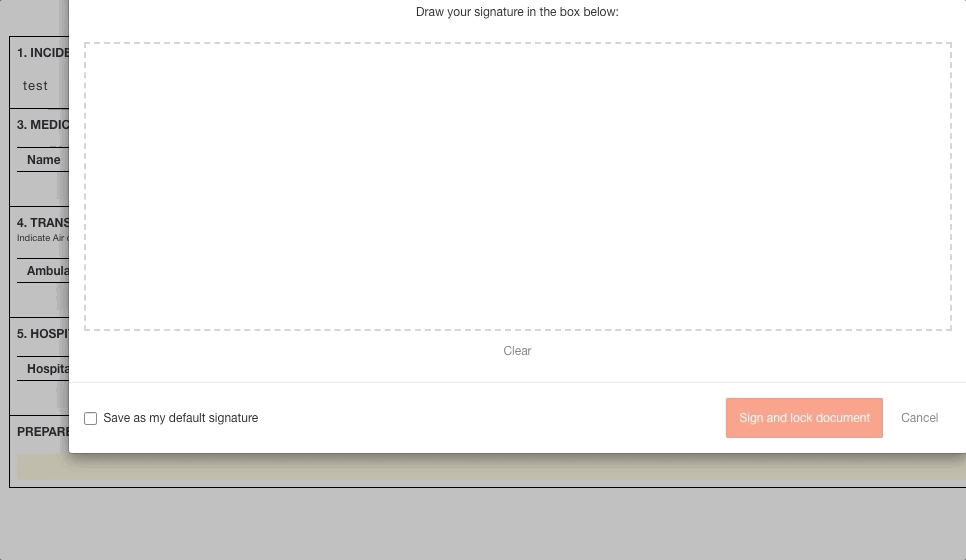 Draw your signature in the box below:
1. INCIDE
test
3. MEDIC
Name
4. TRANS
Indicate Air
Ambula
5. HOSPI
Hospita
PREPARE
Clear
Save as my default signature
Sign and lock document
Cancel